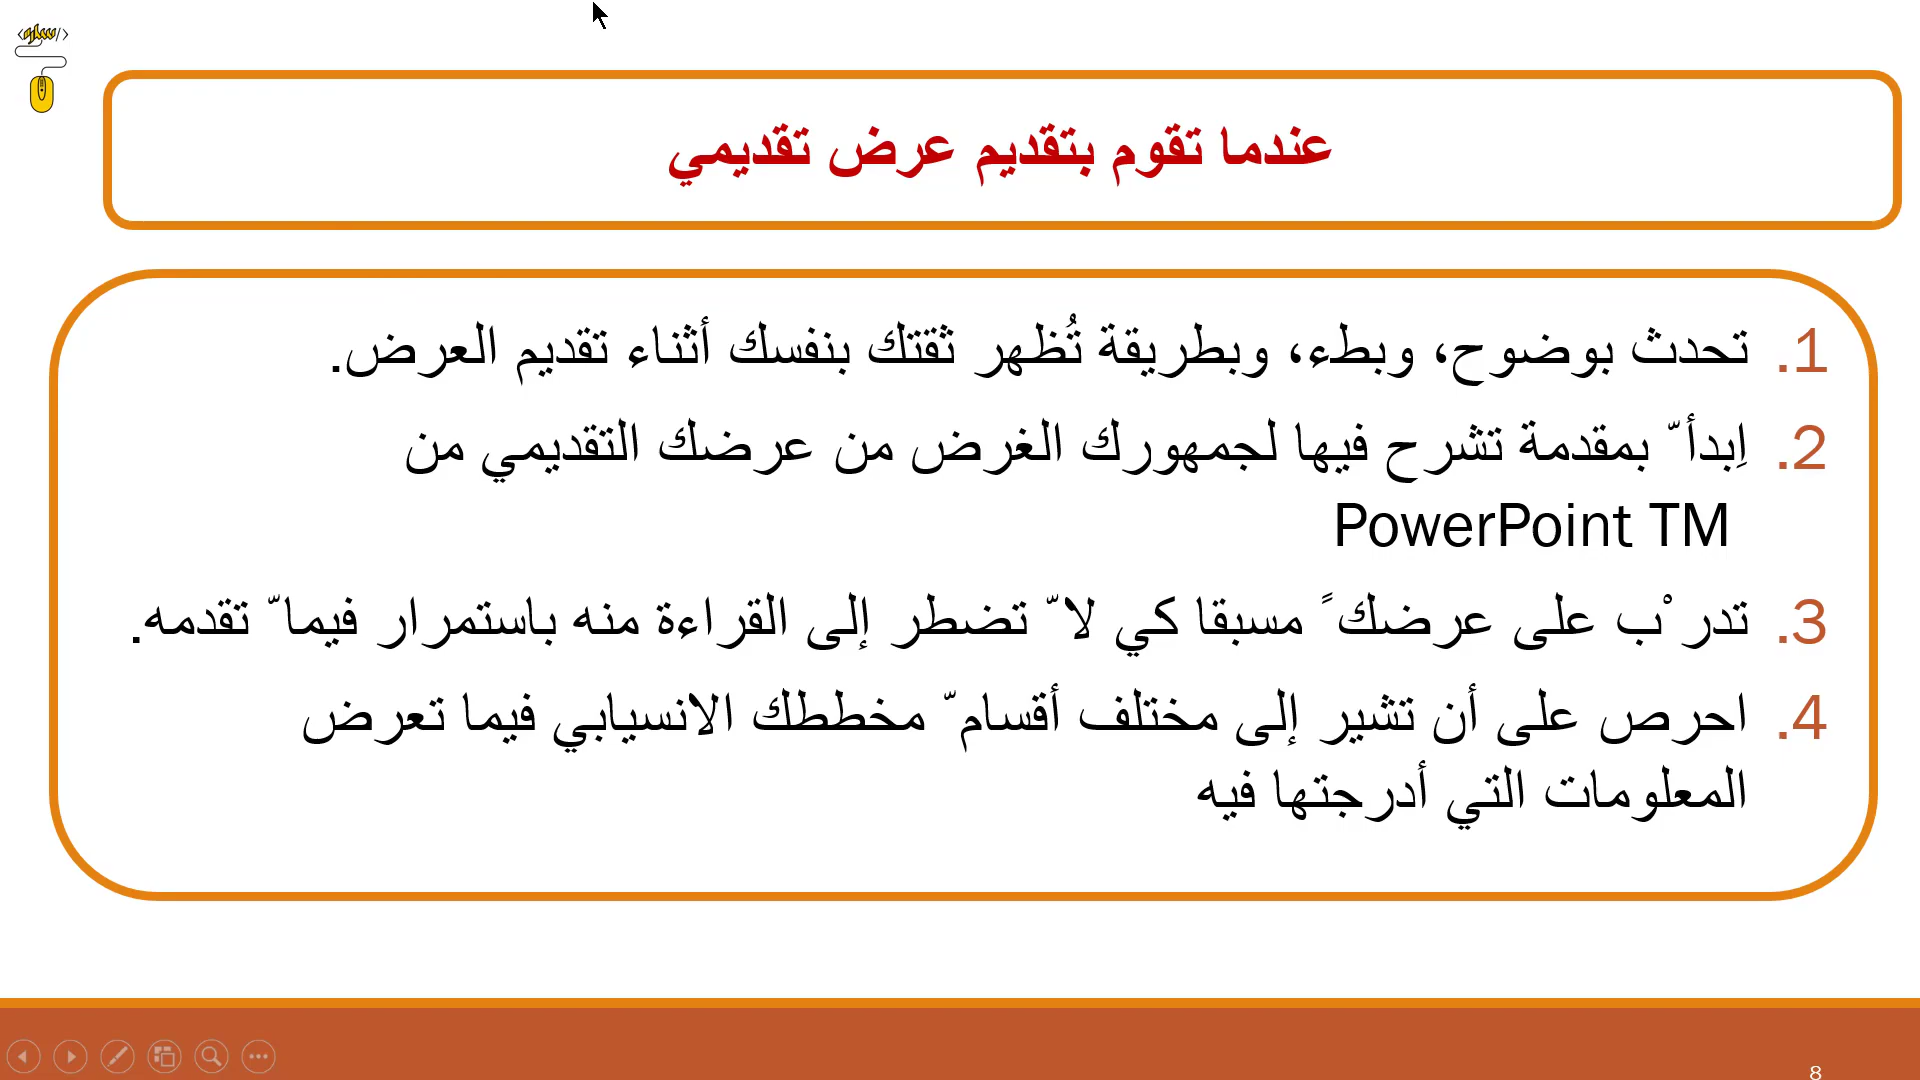 </ساره>
عندما تقوم بتقديم عرض تقديمي
1. تحدث بوضوح، وبطء، وبطريقة تُظهر ثقتك بنفسك أثناء تقديم العرض.
2. اِبدأ ّ بمقدمة تشرح فيها لجمهورك الغرض من عرضك التقديمي من
PowerPoint TM
3. تدر ْب على عرضك ً مسبقا كي لا ّ تضطر إلى القراءة منه باستمرار فيما ّ تقدمه.
4. احرص على أن تشير إلى مختلف أقسام ّ مخططك الانسيابي فيما تعرض
المعلومات التي أدرجتها فيه
8